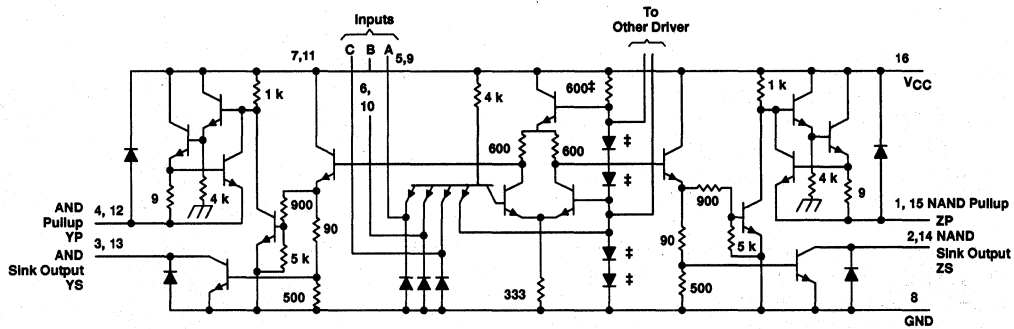 Inputs
To
Other Driver
C B A
7,11
5,9
16
VCC
6,
10
1 k
4 k
600‡
1 k
‡
600
600
‡
9
4 k
4 k
9
AND
Pullup
YP
4, 12
900
900
1, 15 NAND Pullup
ZP
3, 13
90
90
5 k
2,14 NAND
Sink Output
ZS
AND
Sink Output
YS
5 k
‡
‡
500
333
500
8
GND